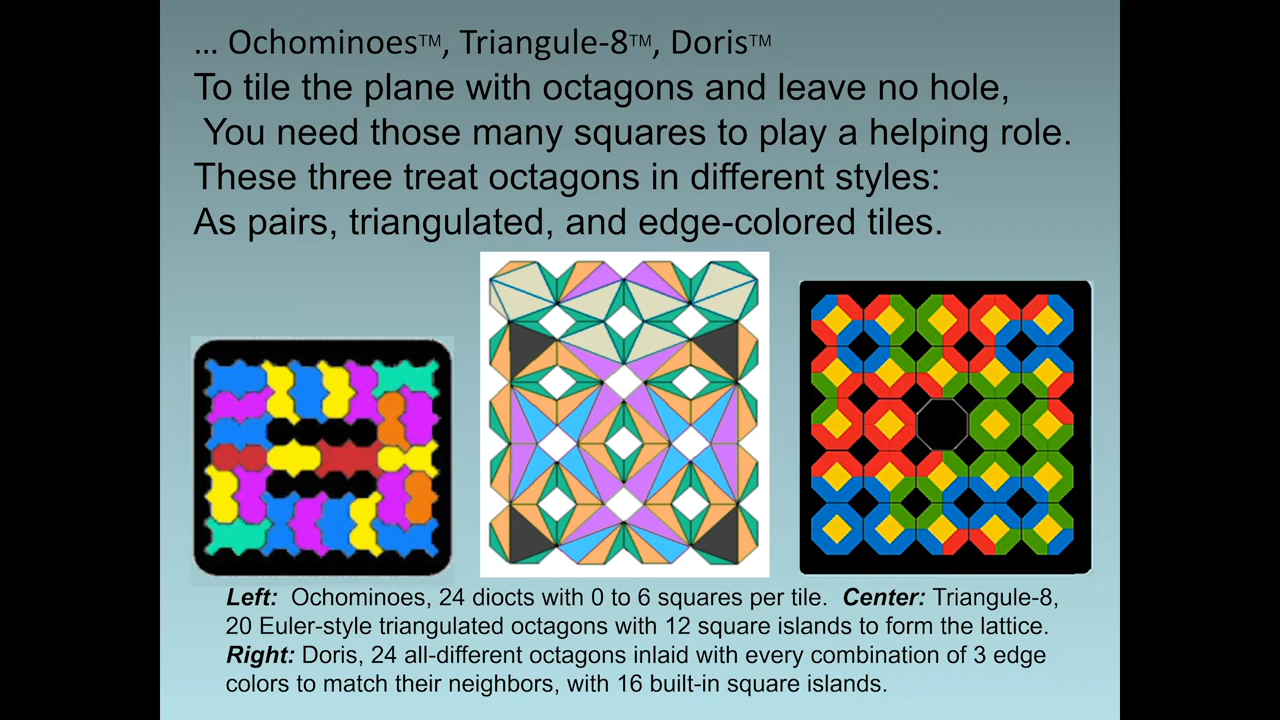 … Ochominoes™, Triangule-8™, Doris™
To tile the plane with octagons and leave no hole,
You need those many squares to play a helping role.
These three treat octagons in different styles:
As pairs, triangulated, and edge-colored tiles.
Left: Ochominoes, 24 diocts with 0 to 6 squares per tile. Center: Triangule-8,
20 Euler-style triangulated octagons with 12 square islands to form the lattice.
Right: Doris, 24 all-different octagons inlaid with every combination of 3 edge
colors to match their neighbors, with 16 built-in square islands.